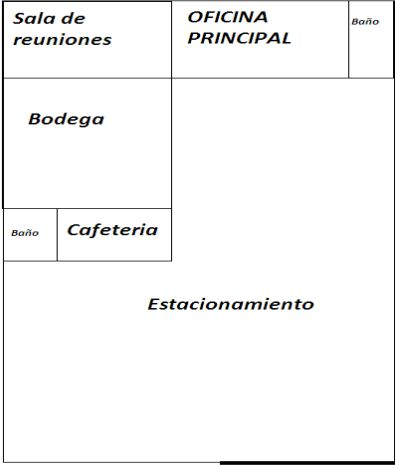 Sala de
reuniones
OFICINA
PRINCIPAL
Baño
Bodega
Baño
Cafeteria
Estacionamiento